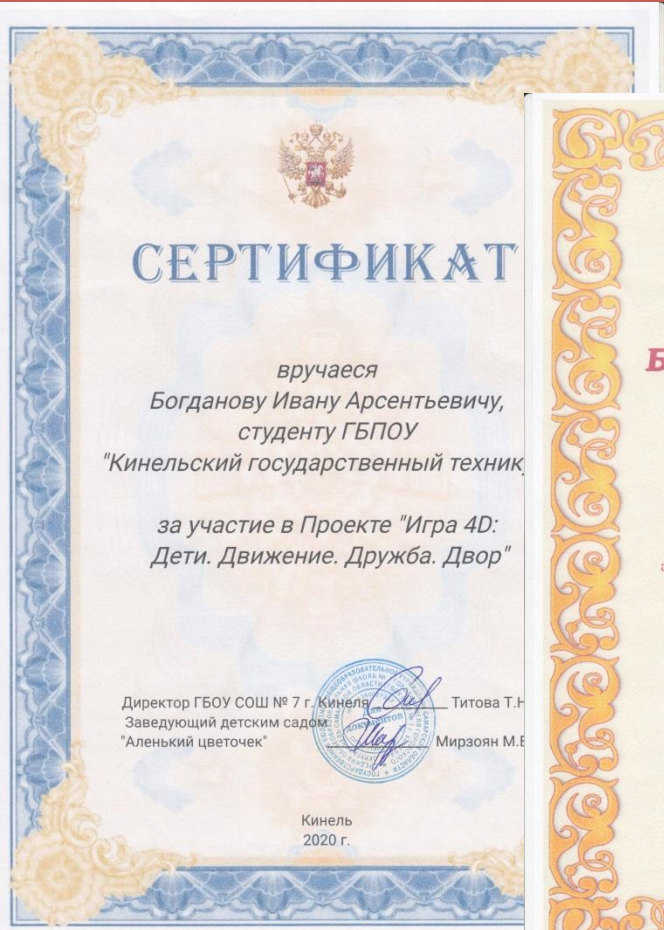 СЕРТИФИКАТ
вручаеся
Богданову Ивану Арсентьевичу,
студенту ГБПОУ
"Кинельский государственный технику
за участие в Проекте "Игра 4D:
Дети. Движение. Дружба. Двор"
Директор ГБОУ СОШ № 7 г. Кинеля Титова Т.Н
Заведующий детским садом
"Аленький цветочек" Мирзоян М.В
Кинель
2020 г.
Б